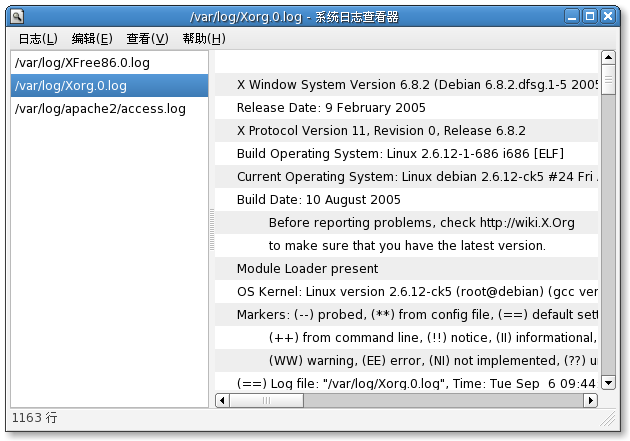 /var/log/Xorg.0.log - 系统日志查看器
日志(L) 编辑(E) 查看(V) 帮助(H)
/var/log/XFree86.0.log
/var/log/Xorg.0.log
/var/log/apache2/access.log
X Window System Version 6.8.2 (Debian 6.8.2.dfsg.1-5 2005
Release Date: 9 February 2005
X Protocol Version 11, Revision 0, Release 6.8.2
Build Operating System: Linux 2.6.12-1-686 i686 [ELF]
Current Operating System: Linux debian 2.6.12-ck5 #24 Fri
Build Date: 10 August 2005
Before reporting problems, check http://wiki.X.Org
to make sure that you have the latest version.
Module Loader present
OS Kernel: Linux version 2.6.12-ck5 (root@debian) (gcc ver
Markers: (--) probed, (**) from config file, (==) default sett
(++) from command line, (!!) notice, (II) informational,
(WW) warning, (EE) error, (NI) not implemented, (??) u
(==) Log file: "/var/log/Xorg.0.log", Time: Tue Sep  6 09:44
1163 行